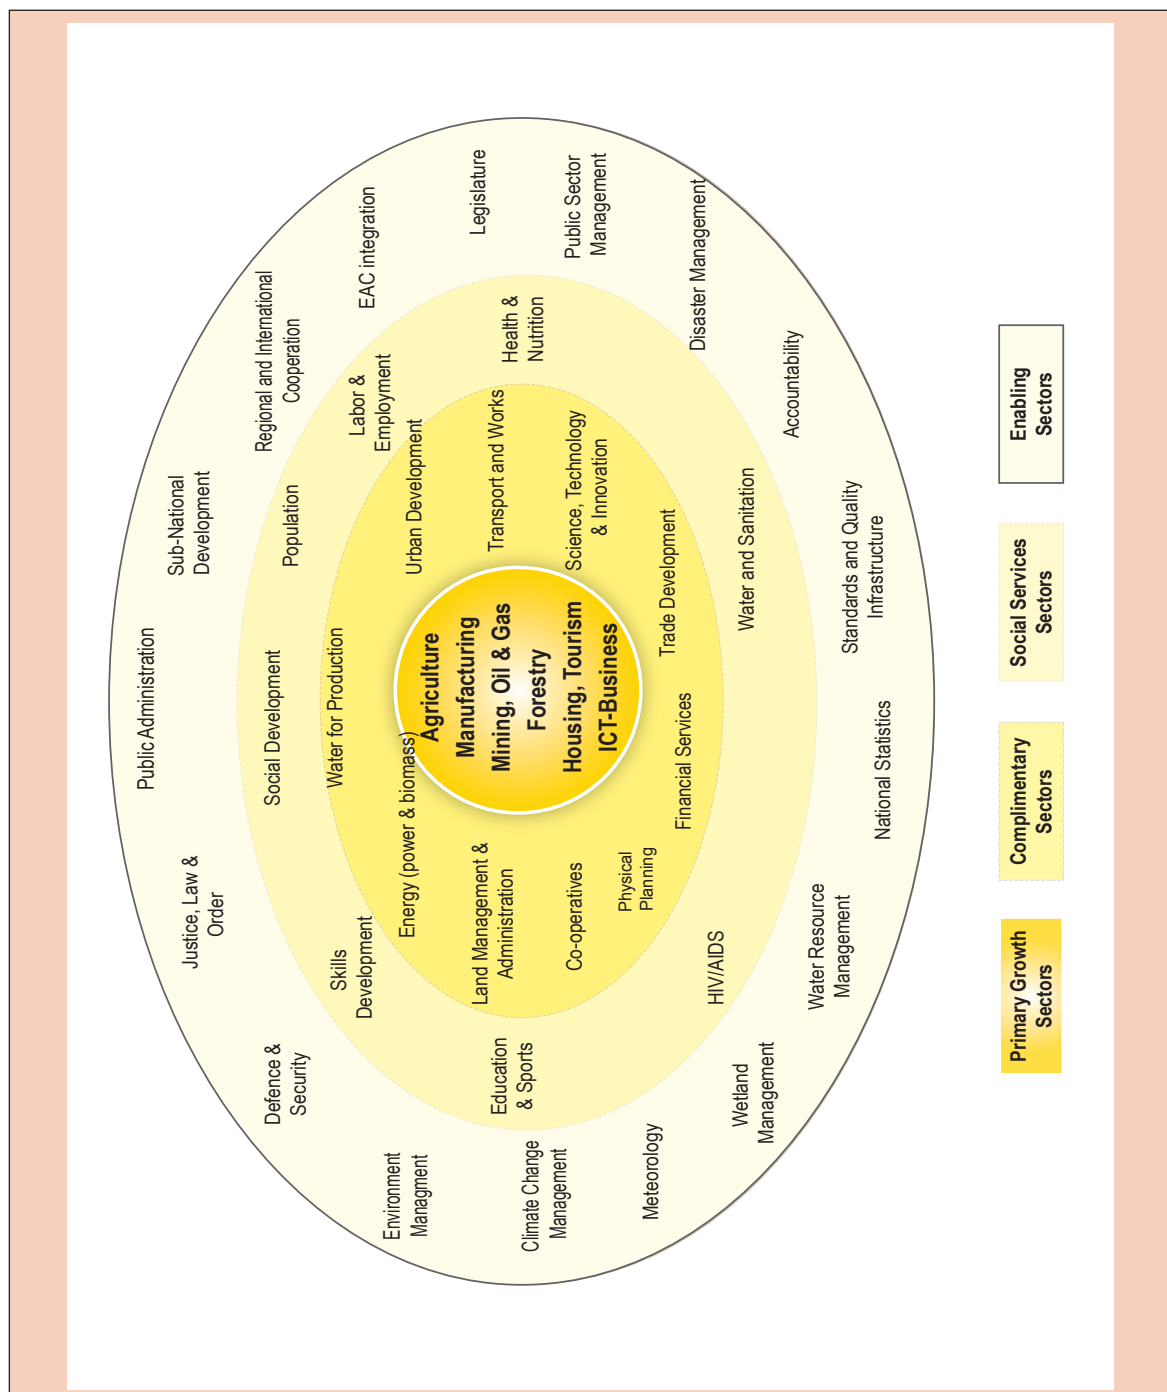 Public Administration
Sub-National
Development
Justice, Law &
Order
Regional and International
Cooperation
EAC integration
Legislature
Public Sector
Management
Disaster Management
Accountability
Standards and Quality
Infrastructure
National Statistics
Water Resource
Management
Wetland
Management
Meteorology
Climate Change
Management
Environment
Managment
Defence &
Security
Social Development
Population
Labor &
Employment
Health &
Nutrition
Water and Sanitation
HIV/AIDS
Education
& Sports
Skills
Development
Water for Production
Urban Development
Transport and Works
Science, Technology
& Innovation
Trade Development
Financial Services
Physical
Planning
Co-operatives
Land Management &
Administration
Energy (power & biomass)
Agriculture
Manufacturing
Mining, Oil & Gas
Forestry
Housing, Tourism
ICT-Business
Primary Growth
Sectors
Complimentary
Sectors
Social Services
Sectors
Enabling
Sectors